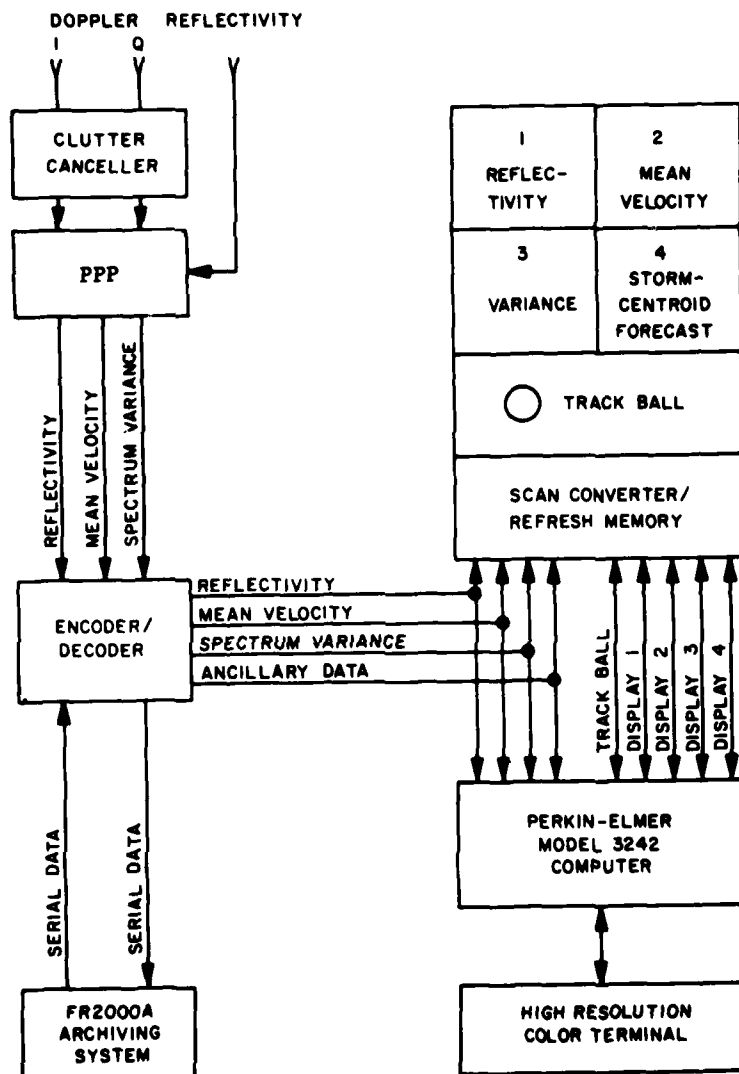 DOPPLER REFLECTIVITY
I Q
CLUTTER
CANCELLER
PPP
REFLECTIVITY
MEAN VELOCITY
SPECTRUM VARIANCE
ENCODER/
DECODER
REFLECTIVITY
MEAN VELOCITY
SPECTRUM VARIANCE
ANCILLARY DATA
SERIAL DATA
SERIAL DATA
FR2000A
ARCHIVING
SYSTEM
1
REFLEC-
TIVITY
2
MEAN
VELOCITY
3
VARIANCE
4
STORM-
CENTROID
FORECAST
TRACK BALL
SCAN CONVERTER/
REFRESH MEMORY
TRACK BALL
DISPLAY 1
DISPLAY 2
DISPLAY 3
DISPLAY 4
PERKIN-ELMER
MODEL 3242
COMPUTER
HIGH RESOLUTION
COLOR TERMINAL